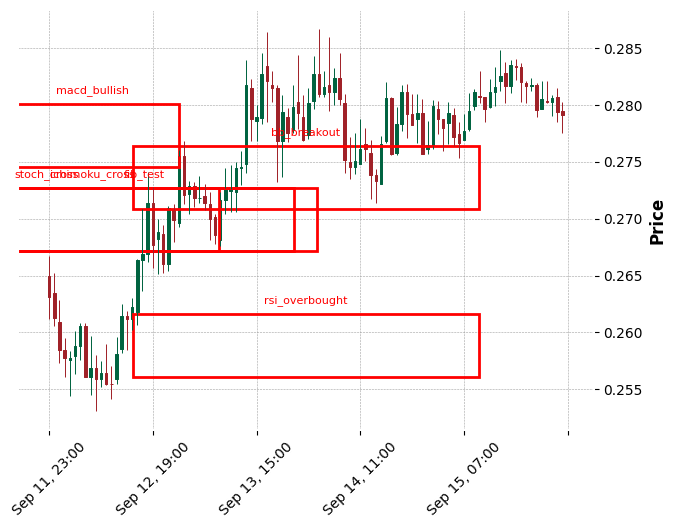 0.285
macd_bullish
0.280
bb_breakout
0.275
stoch_cross
ichimoku_cross
fib_test
0.270
Price
0.265
rsi_overbought
0.260
0.255
Sep 11, 23:00
Sep 12, 19:00
Sep 13, 15:00
Sep 14, 11:00
Sep 15, 07:00